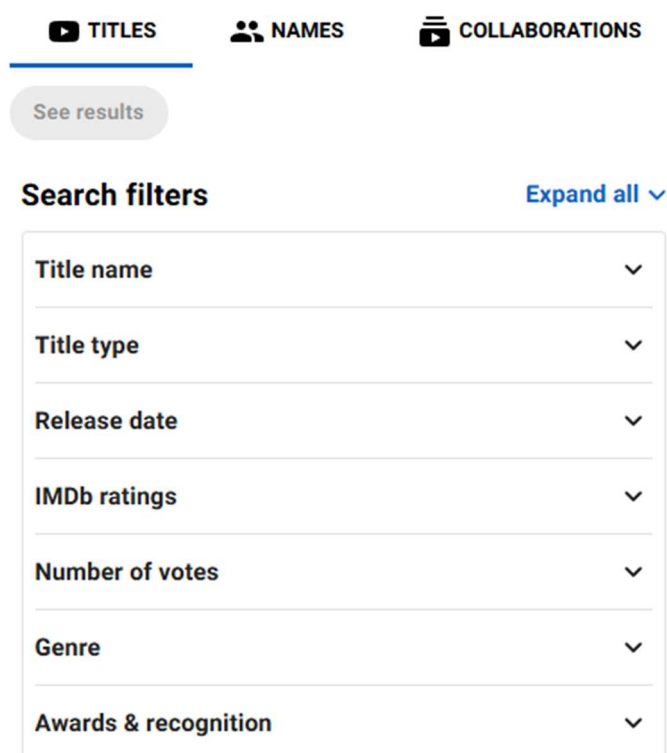 TITLES NAMES COLLABORATIONS
See results
Search filters Expand all
Title name
Title type
Release date
IMDb ratings
Number of votes
Genre
Awards & recognition